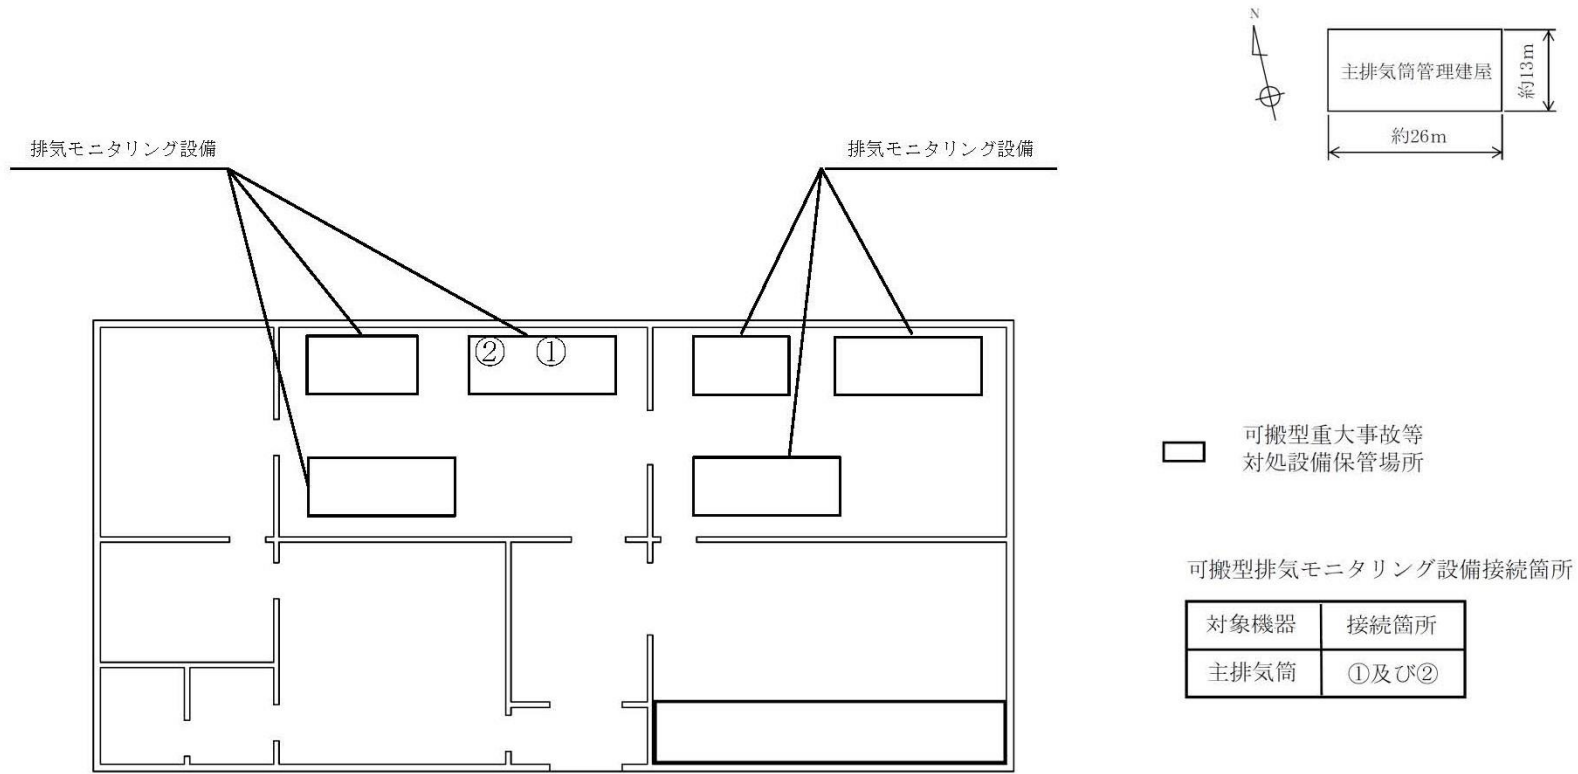 N
主排気筒管理建屋
約13m
約26m
排気モニタリング設備
排気モニタリング設備
② ①
可搬型重大事故等
対処設備保管場所
可搬型排気モニタリング設備接続箇所
対象機器 接続箇所
主排気筒 ①及び②